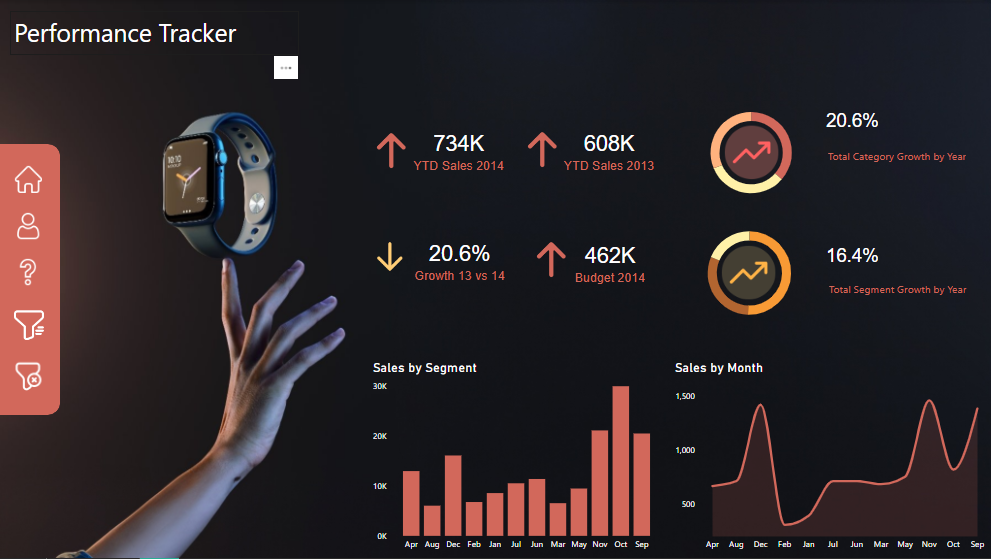 Performance Tracker
10:10
734K
YTD Sales 2014
608K
YTD Sales 2013
20.6%
Total Category Growth by Year
20.6%
Growth 13 vs 14
462K
Budget 2014
16.4%
Total Segment Growth by Year
Sales by Segment
30K
20K
10K
0K
Apr Aug Dec Feb Jan Jul Jun Mar May Nov Oct Sep
Sales by Month
1,500
1,000
500
Apr Aug Dec Feb Jan Jul Jun Mar May Nov Oct Sep